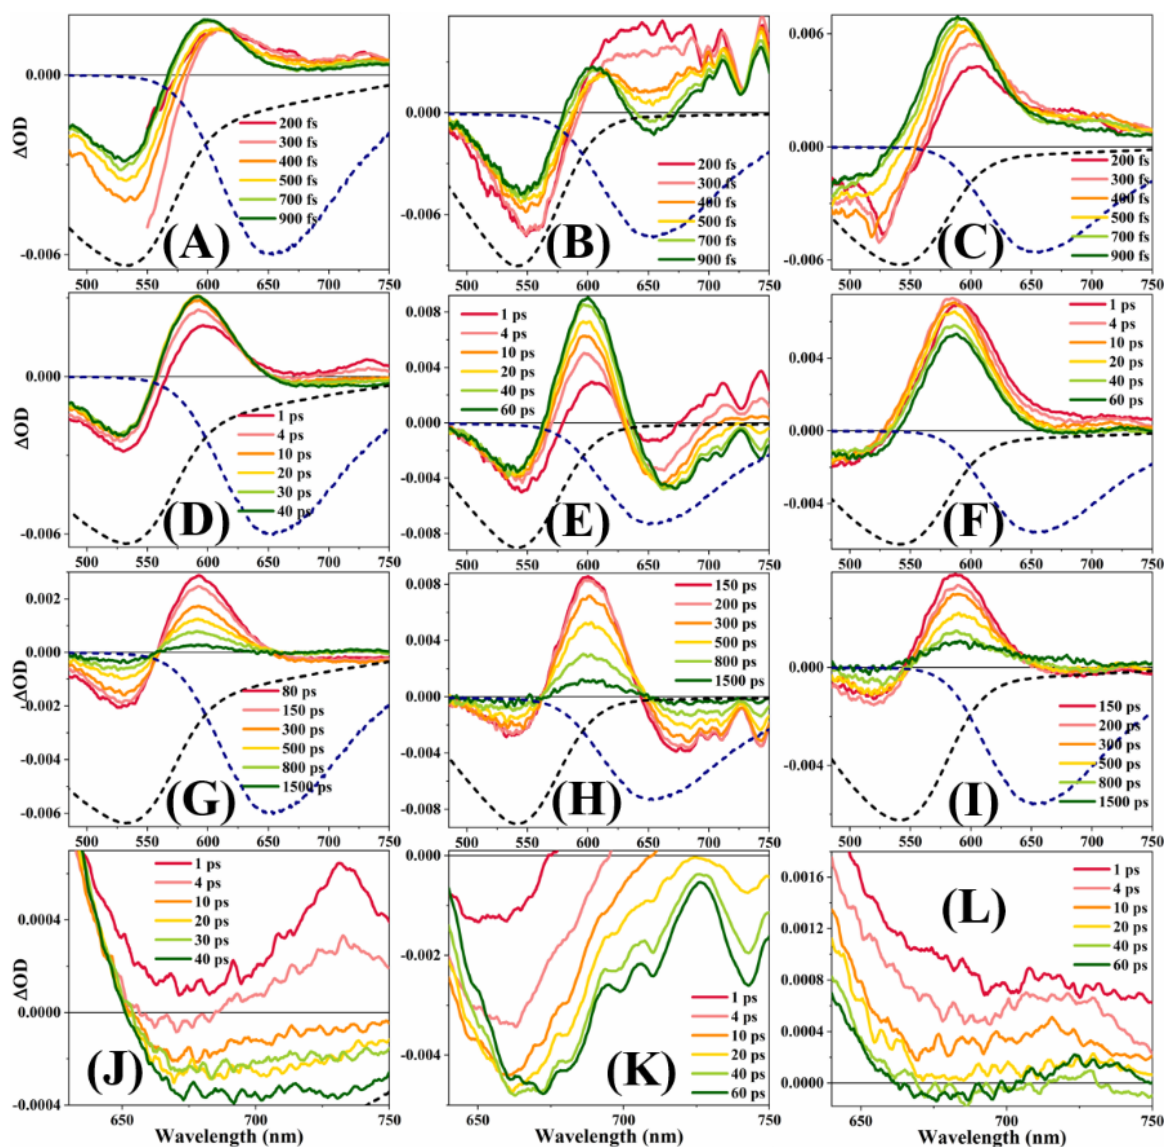 ΔOD
0.000
-0.006
200 fs
300 fs
400 fs
500 fs
700 fs
900 fs
(A)
500 550 600 650 700 750
0.000
-0.006
200 fs
300 fs
400 fs
500 fs
700 fs
900 fs
(B)
500 550 600 650 700 750
0.006
0.000
-0.006
200 fs
300 fs
400 fs
500 fs
700 fs
900 fs
(C)
500 550 600 650 700 750
ΔOD
0.000
-0.006
1 ps
4 ps
10 ps
20 ps
30 ps
40 ps
(D)
500 550 600 650 700 750
0.008
0.004
0.000
-0.004
-0.008
1 ps
4 ps
10 ps
20 ps
40 ps
60 ps
(E)
500 550 600 650 700 750
0.004
0.000
-0.004
1 ps
4 ps
10 ps
20 ps
40 ps
60 ps
(F)
500 550 600 650 700 750
ΔOD
0.002
0.000
-0.002
-0.004
-0.006
80 ps
150 ps
300 ps
500 ps
800 ps
1500 ps
(G)
500 550 600 650 700 750
0.008
0.004
0.000
-0.004
-0.008
150 ps
200 ps
300 ps
500 ps
800 ps
1500 ps
(H)
500 550 600 650 700 750
0.000
-0.004
150 ps
200 ps
300 ps
500 ps
800 ps
1500 ps
(I)
500 550 600 650 700 750
ΔOD
0.0004
0.0000
-0.0004
1 ps
4 ps
10 ps
20 ps
30 ps
40 ps
(J)
650 700 750
Wavelength (nm)
0.000
-0.002
-0.004
1 ps
4 ps
10 ps
20 ps
40 ps
60 ps
(K)
650 700 750
Wavelength (nm)
0.0016
0.0012
0.0008
0.0004
0.0000
1 ps
4 ps
10 ps
20 ps
40 ps
60 ps
(L)
650 700 750
Wavelength (nm)